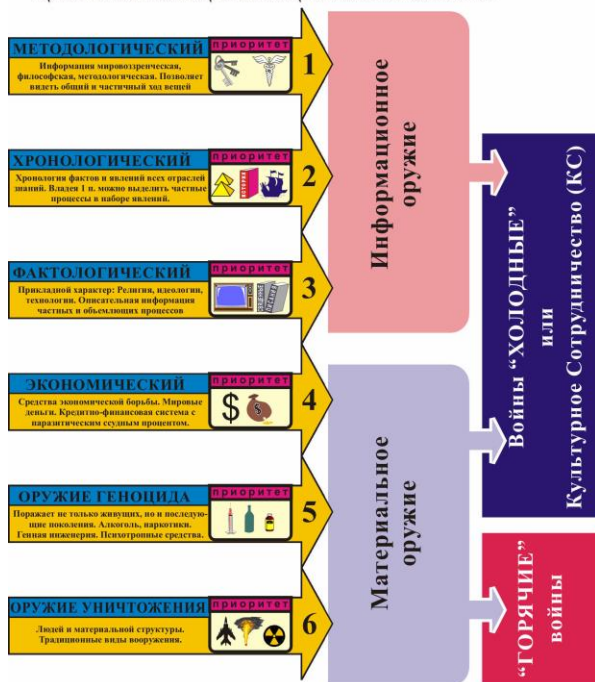 МЕТОДОЛОГИЧЕСКИЙ
приоритет
Информация мировоззренческая,
философская, методологическая. Позволяет
видеть общий и частичный ход вещей
1
ХРОНОЛОГИЧЕСКИЙ
приоритет
Хронология фактов и явлений всех отраслей
знаний. Владея 1 п. можно выделить частные
процессы в наборе явлений.
ИСТОРИЯ
2
ФАКТОЛОГИЧЕСКИЙ
приоритет
Прикладной характер: Религия, идеология,
технология. Описательная информация
частных и объемлющих процессов
3
ЭКОНОМИЧЕСКИЙ
приоритет
Средства экономической борьбы. Мировые
деньги. Кредитно-финансовая система с
паразитическим ссудным процентом.
$
$
4
ОРУЖИЕ ГЕНОЦИДА
приоритет
Поражает не только живущих, но и последую-
щие поколения. Алкоголь, наркотики.
Генная инженерия. Психотронные средства.
5
ОРУЖИЕ УНИЧТОЖЕНИЯ
приоритет
Людей и материальной структуры.
Традиционные виды вооружения.
6
Информационное
оружие
Материальное
оружие
Войны “ХОЛОДНЫЕ”
или
Культурное Сотрудничество (КС)
“ГОРЯЧИЕ”
войны